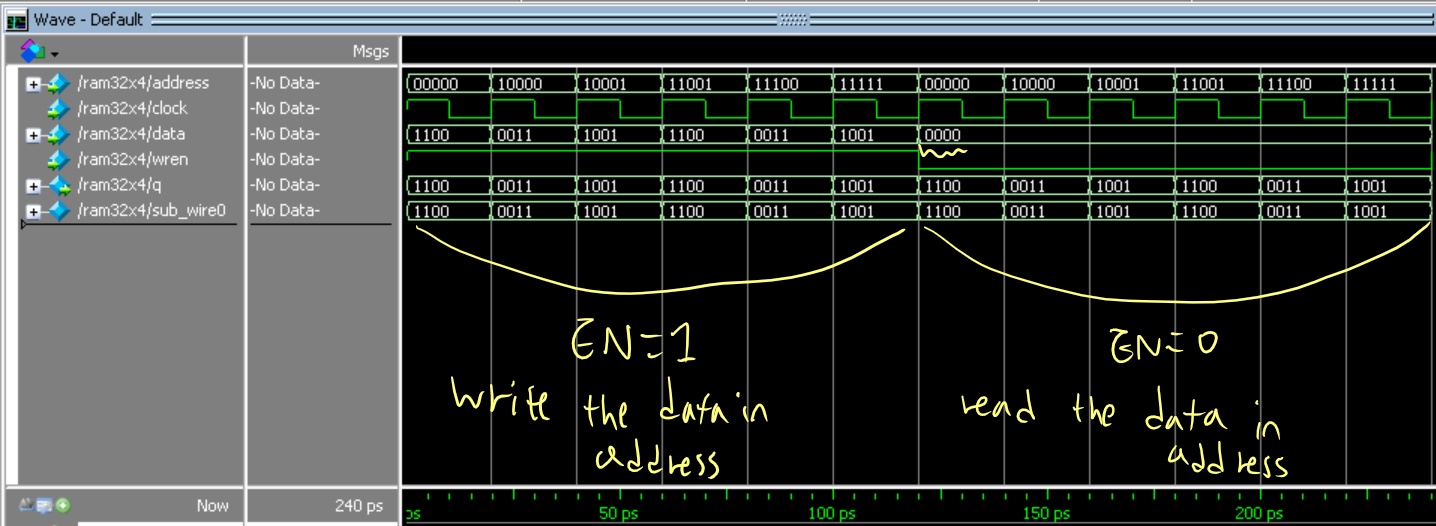 Wave - Default
Msgs
/ram32x4/address -No Data- 00000 10000 10001 11001 11100 11111 00000 10000 10001 11001 11100 11111
/ram32x4/clock -No Data-
/ram32x4/data -No Data- 1100 0011 1001 1100 0011 1001 0000
/ram32x4/wren -No Data-
/ram32x4/q -No Data- 1100 0011 1001 1100 0011 1001 1100 0011 1001 1100 0011 1001
/ram32x4/sub_wire0 -No Data- 1100 0011 1001 1100 0011 1001 1100 0011 1001 1100 0011 1001
EN=1 EN=0
write the data in read the data in
address address
Now 240 ps ps 50 ps 100 ps 150 ps 200 ps